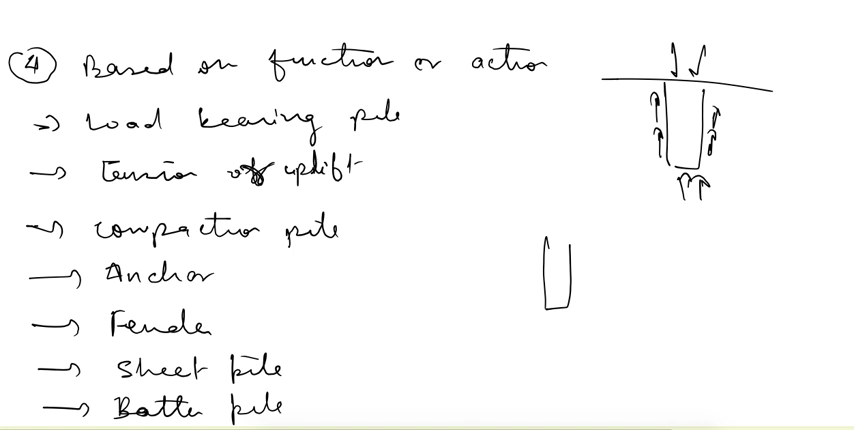 ④ Based on function or action
→ Load bearing pile
→ Tension or uplift
→ compaction pile
→ Anchor
→ Fender
→ Sheet pile
→ Batter pile